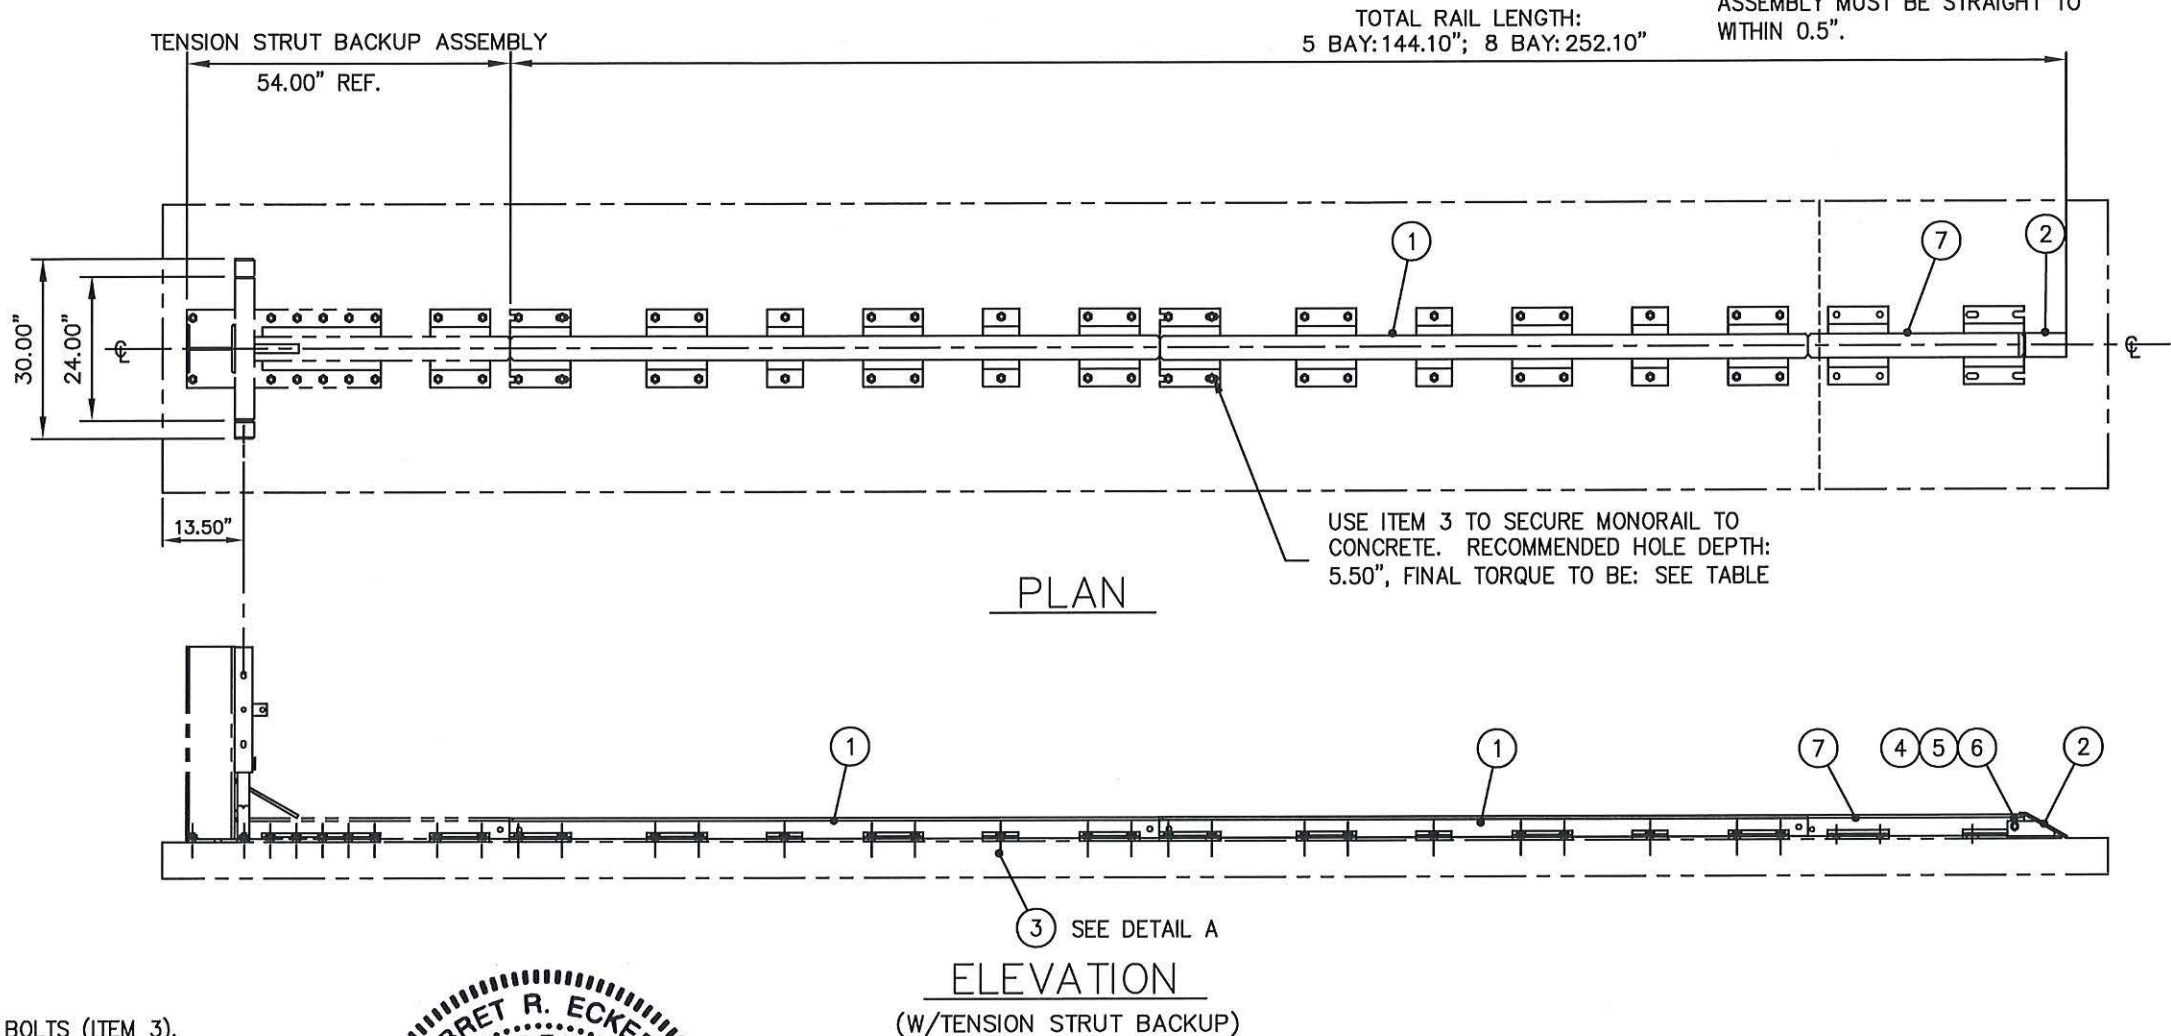 ASSEMBLY MUST BE STRAIGHT TO
WITHIN 0.5".
TOTAL RAIL LENGTH:
5 BAY:144.10"; 8 BAY:252.10"
TENSION STRUT BACKUP ASSEMBLY
54.00" REF.
1
7
2
30.00"
24.00"
℄
℄
13.50"
USE ITEM 3 TO SECURE MONORAIL TO
CONCRETE. RECOMMENDED HOLE DEPTH:
5.50", FINAL TORQUE TO BE: SEE TABLE
PLAN
1
1
7
4 5 6
2
3 SEE DETAIL A
ELEVATION
(W/TENSION STRUT BACKUP)
BOLTS (ITEM 3).
R.